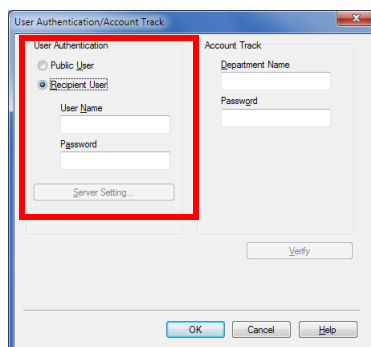 User Authentication/Account Track
User Authentication
Public User
Recipient User
User Name
Password
Server Setting...
Account Track
Department Name
Password
Verify
OK
Cancel
Help